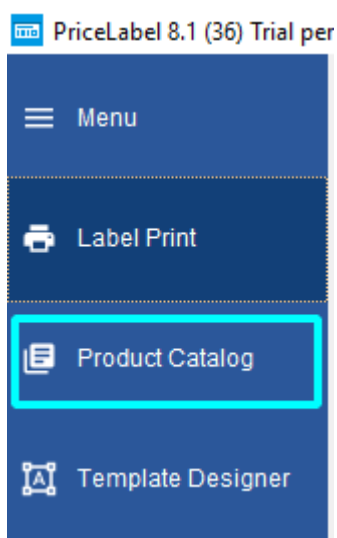 PriceLabel 8.1 (36) Trial per
Menu
Label Print
Product Catalog
Template Designer